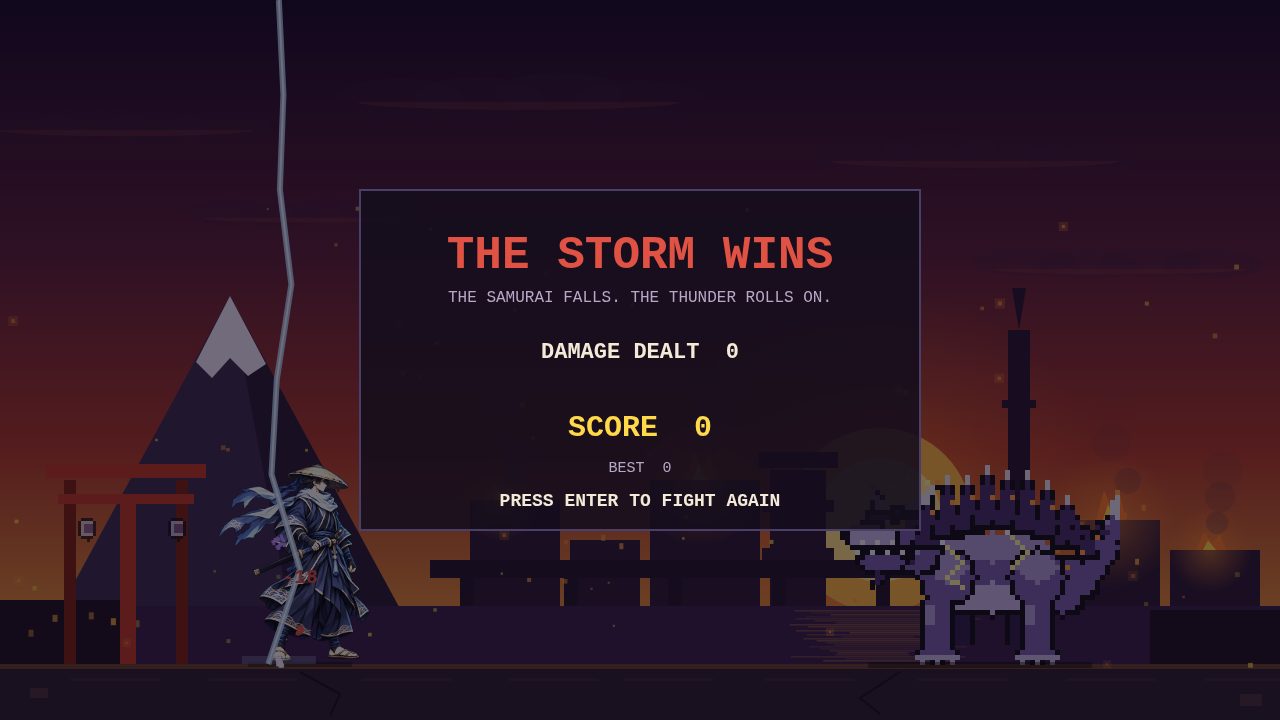 THE STORM WINS
THE SAMURAI FALLS. THE THUNDER ROLLS ON.
DAMAGE DEALT 0
SCORE 0
BEST 0
PRESS ENTER TO FIGHT AGAIN
-18